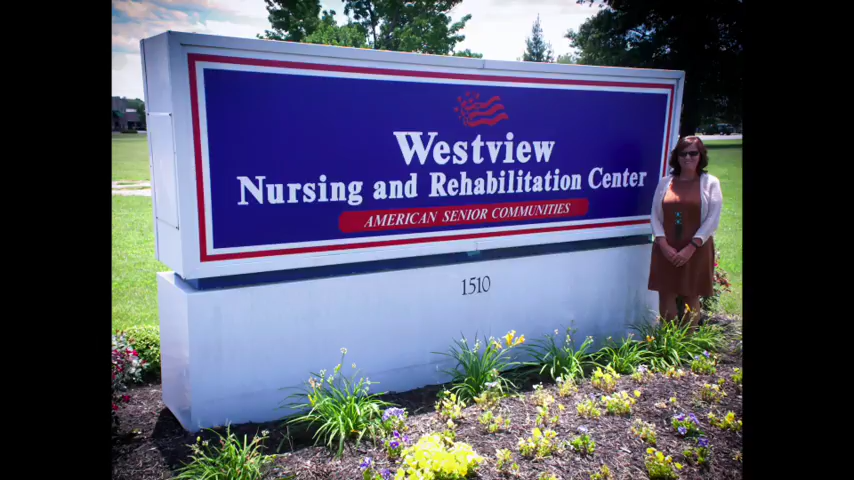 Westview
Nursing and Rehabilitation Center
AMERICAN SENIOR COMMUNITIES
1510